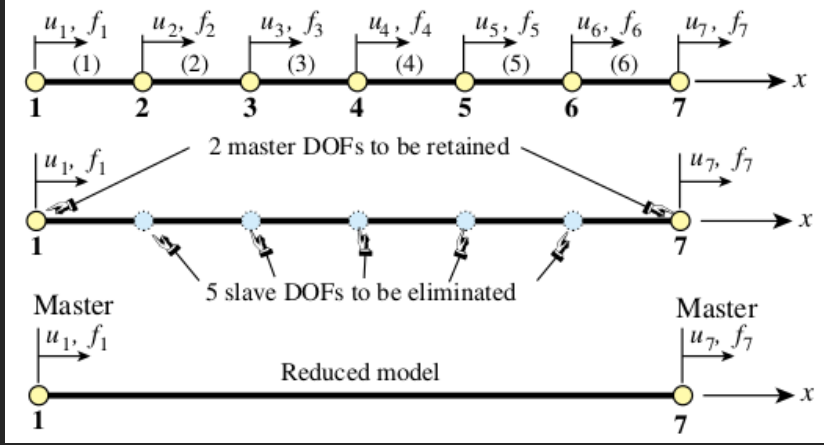 u1, f1 u2, f2 u3, f3 u4, f4 u5, f5 u6, f6 u7, f7
(1) (2) (3) (4) (5) (6) x
1 2 3 4 5 6 7
2 master DOFs to be retained
u1, f1 u7, f7
x
1 7
5 slave DOFs to be eliminated
Master Master
u1, f1 u7, f7
Reduced model
x
1 7